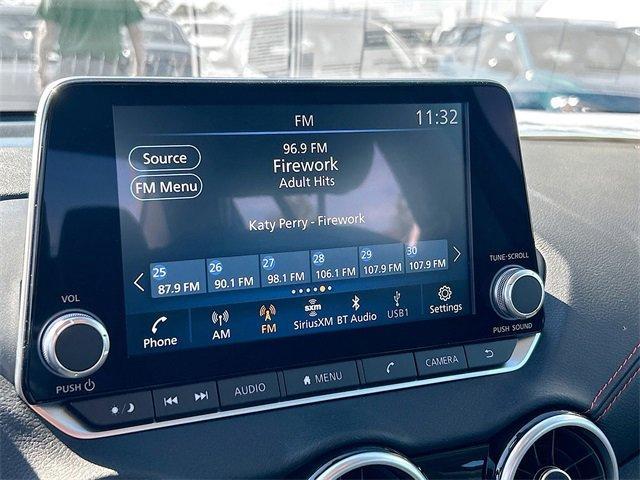 FM
11:32
Source
FM Menu
96.9 FM
Firework
Adult Hits
Katy Perry - Firework
25
87.9 FM
26
90.1 FM
27
98.1 FM
28
106.1 FM
29
107.9 FM
30
107.9 FM
Phone
AM
FM
sxm
SiriusXM
BT Audio
USB1
Settings
VOL
PUSH
TUNE·SCROLL
PUSH SOUND
AUDIO
MENU
CAMERA